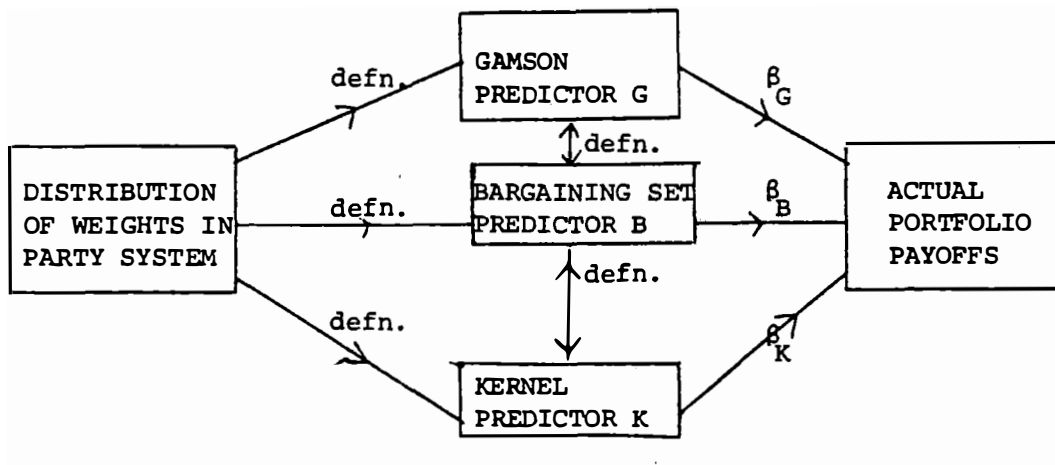 GAMSON
PREDICTOR G
defn.
β_G
defn.
DISTRIBUTION
OF WEIGHTS IN
PARTY SYSTEM
defn.
BARGAINING SET
PREDICTOR B
β_B
ACTUAL
PORTFOLIO
PAYOFFS
defn.
defn.
β_K
KERNEL
PREDICTOR K